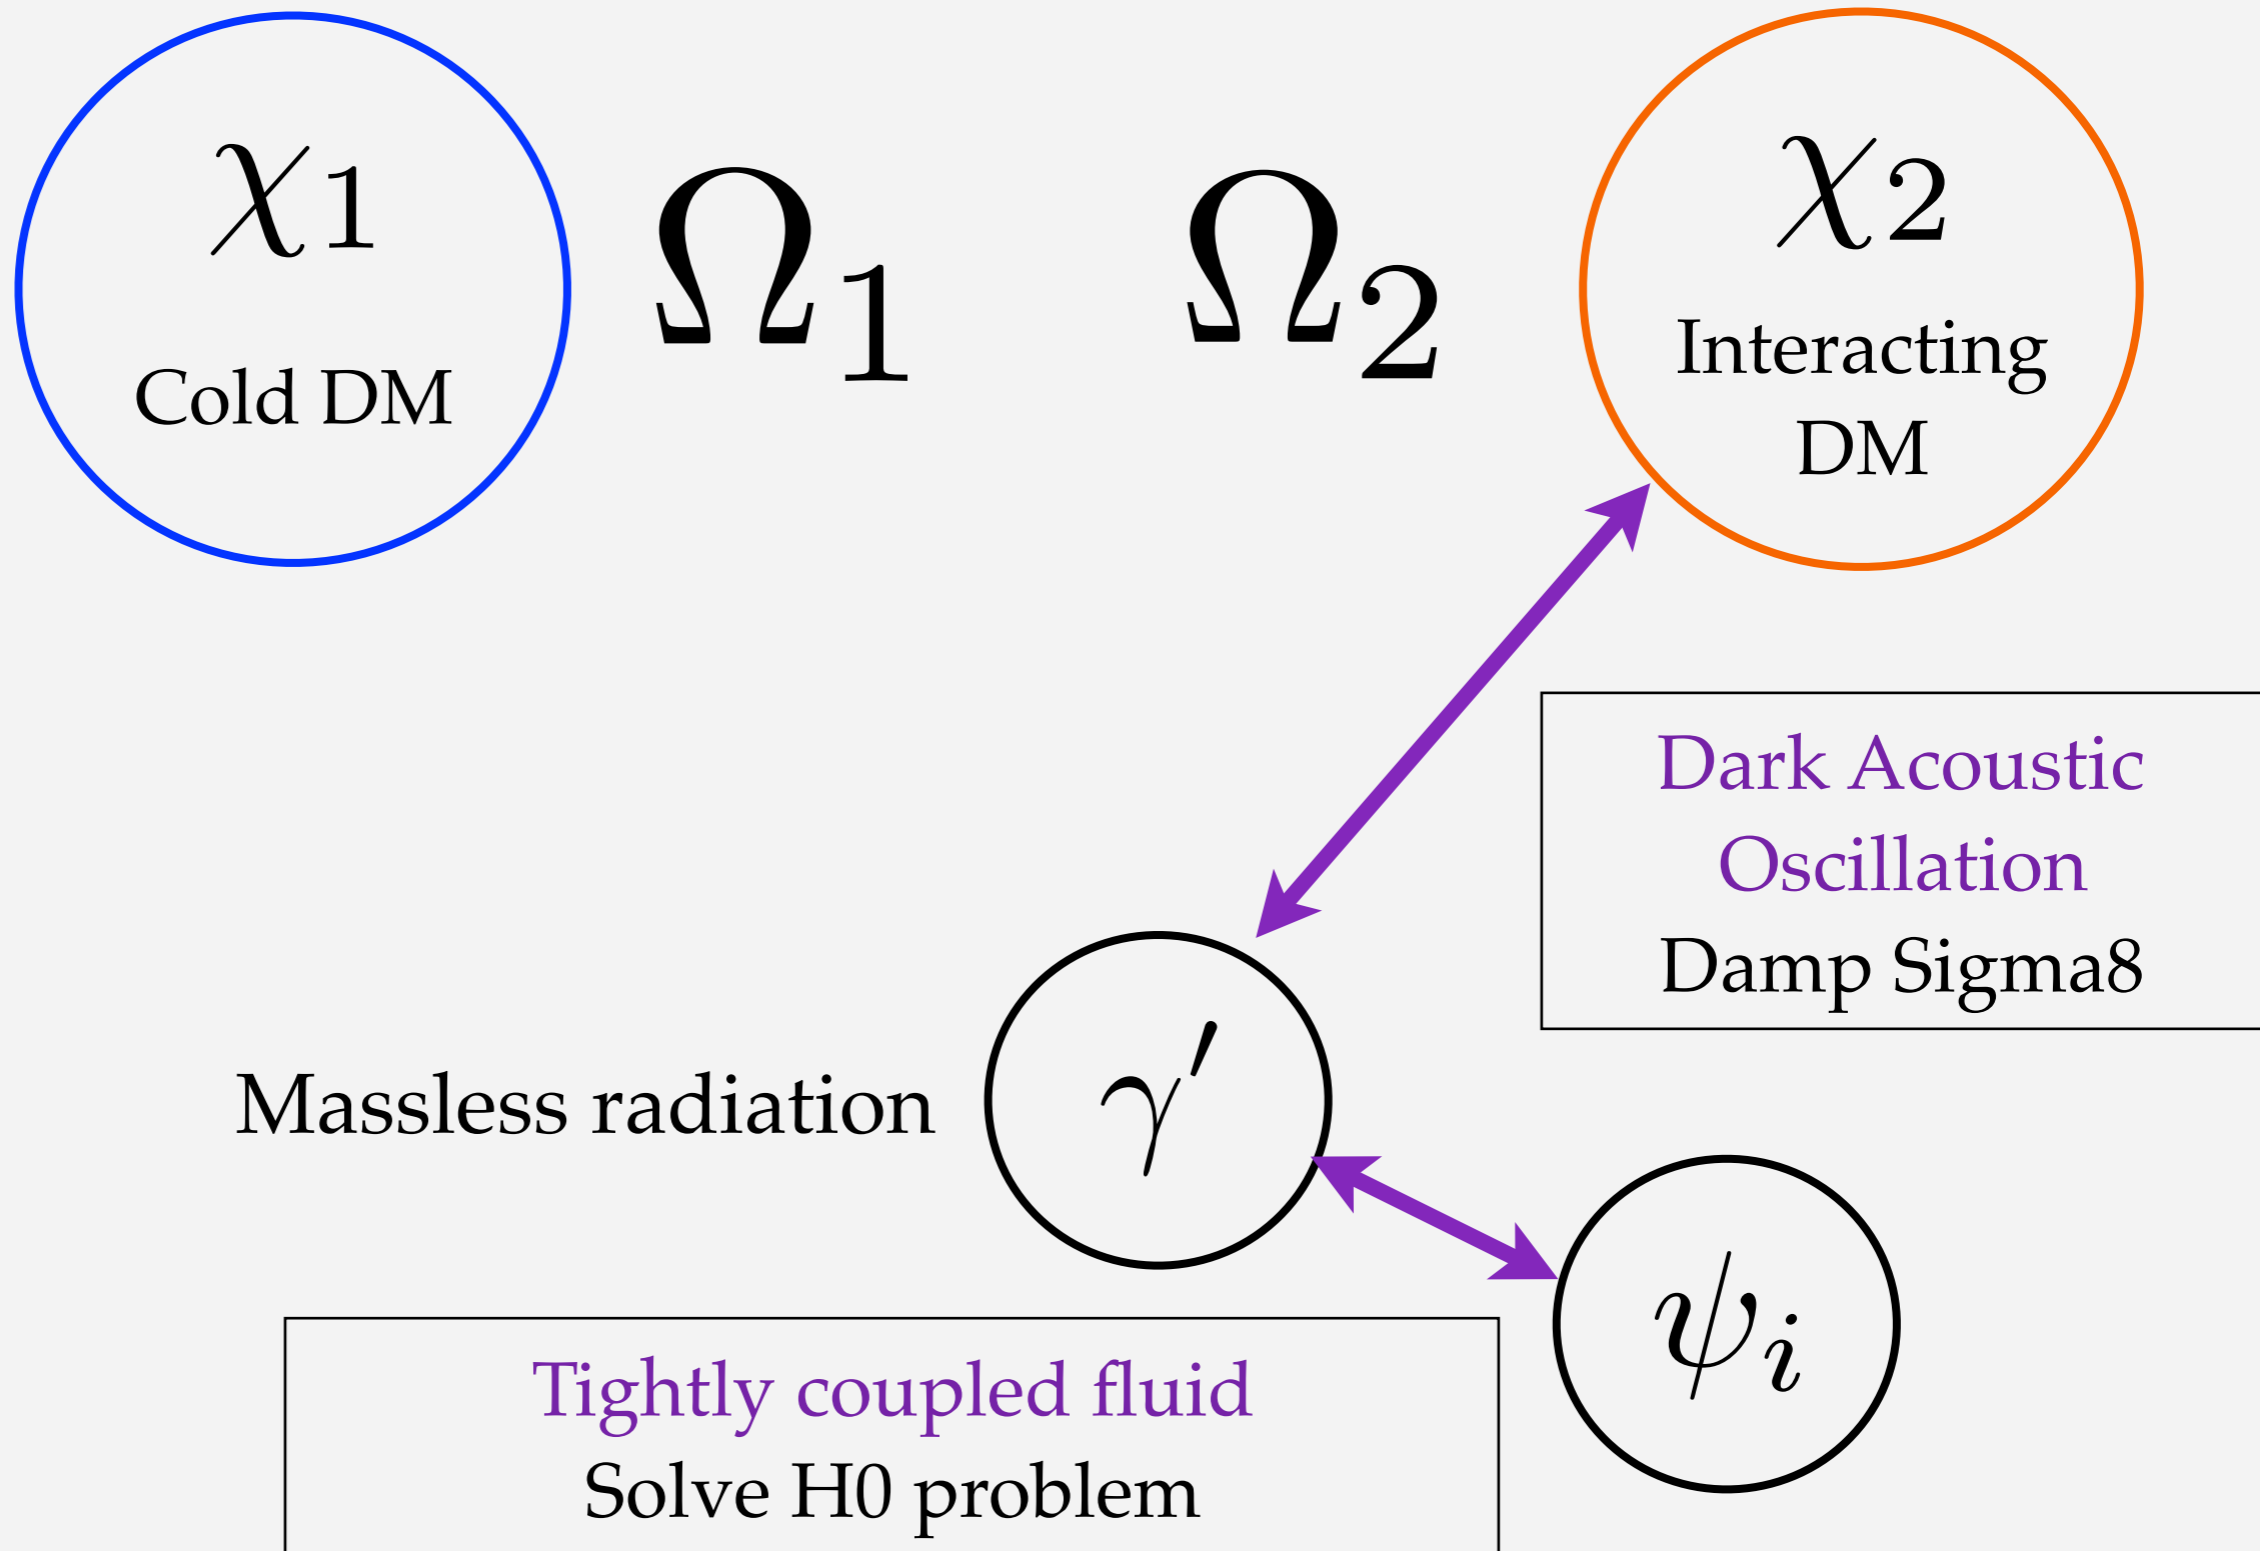 χ1
Cold DM
Ω1
Ω2
χ2
Interacting
DM
Dark Acoustic
Oscillation
Damp Sigma8
Massless radiation
γ′
ψi
Tightly coupled fluid
Solve H0 problem